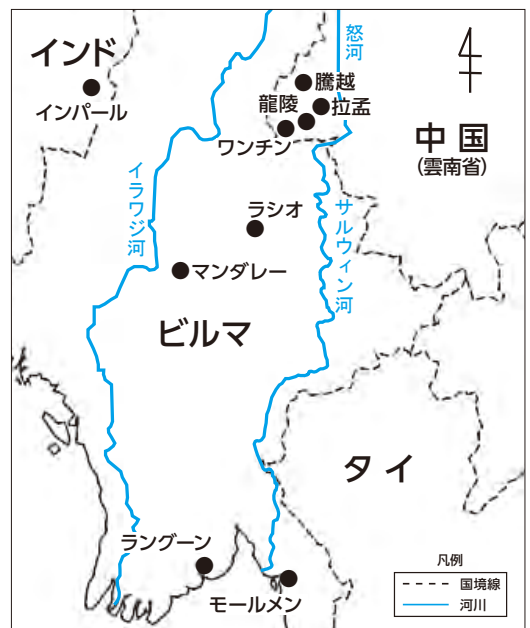 インド
インパール
怒河
騰越
龍陵
拉孟
ワンチン
中国
(雲南省)
イラワジ河
ラシオ
サルウィン河
マンダレー
ビルマ
タイ
ラングーン
モールメン
凡例
国境線
河川